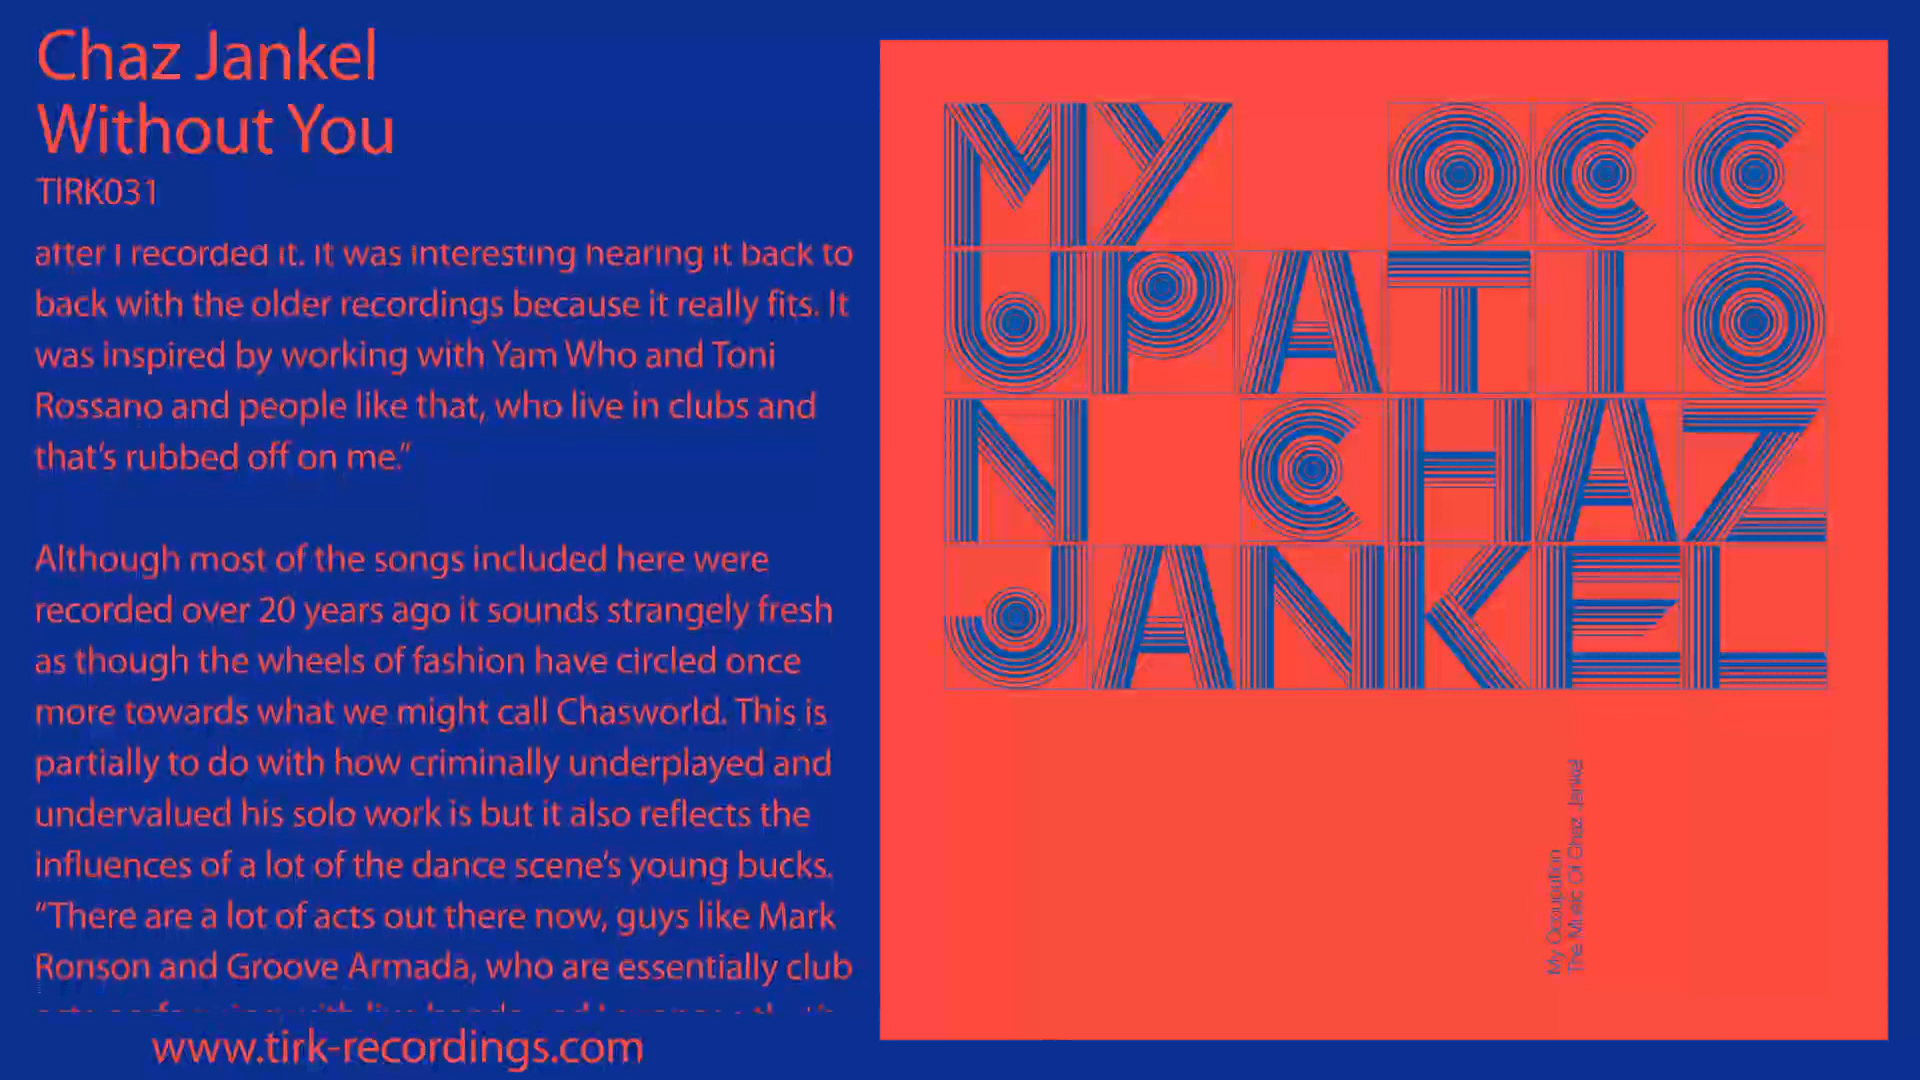 Chaz Jankel
Without You
TIRK031
after I recorded it. It was interesting hearing it back to
back with the older recordings because it really fits. It
was inspired by working with Yam Who and Toni
Rossano and people like that, who live in clubs and
that's rubbed off on me.”
Although most of the songs included here were
recorded over 20 years ago it sounds strangely fresh
as though the wheels of fashion have circled once
more towards what we might call Chasworld. This is
partially to do with how criminally underplayed and
undervalued his solo work is but it also reflects the
influences of a lot of the dance scene's young bucks.
“There are a lot of acts out there now, guys like Mark
Ronson and Groove Armada, who are essentially club
www.tirk-recordings.com
MY OCC
UPATIO
N CHAZ
JANKEL
My Occupation
The Music Of Chaz Jankel